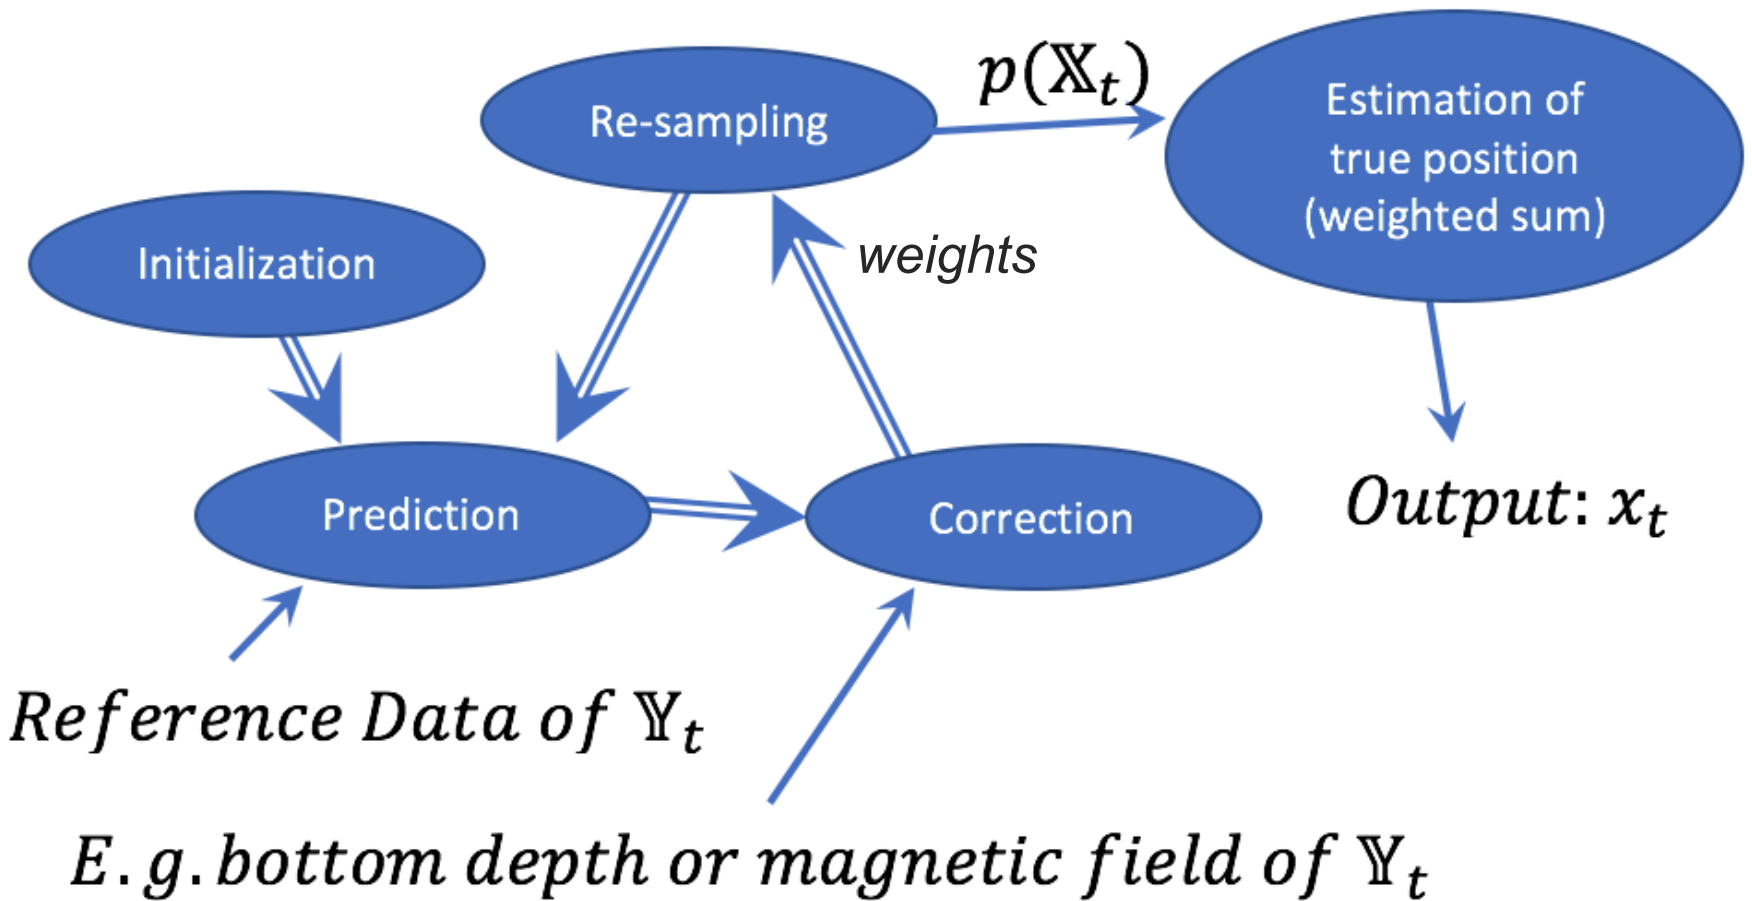 p(𝕏ₜ)
Re-sampling
Estimation of
true position
(weighted sum)
Initialization
weights
Prediction
Correction
Output: xₜ
Reference Data of 𝕐ₜ
E.g. bottom depth or magnetic field of 𝕐ₜ